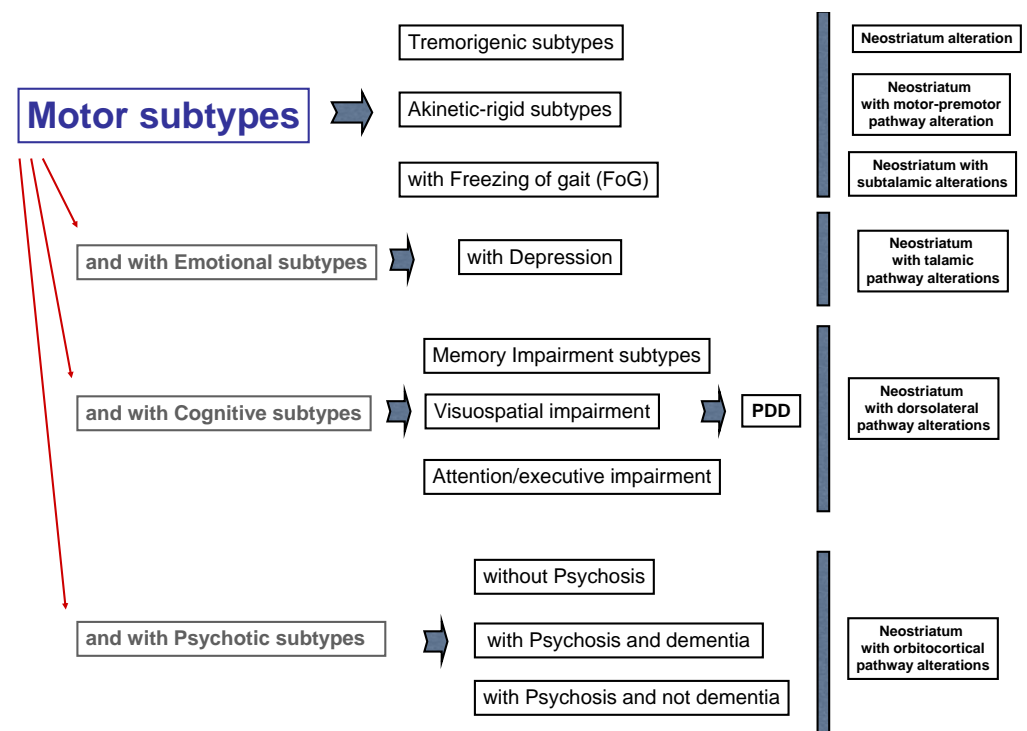 Motor subtypes
Tremorigenic subtypes
Akinetic-rigid subtypes
with Freezing of gait (FoG)
Neostriatum alteration
Neostriatum
with motor-premotor
pathway alteration
Neostriatum with
subtalamic alterations
and with Emotional subtypes
with Depression
Neostriatum
with talamic
pathway alterations
and with Cognitive subtypes
Memory Impairment subtypes
Visuospatial impairment
Attention/executive impairment
PDD
Neostriatum
with dorsolateral
pathway alterations
and with Psychotic subtypes
without Psychosis
with Psychosis and dementia
with Psychosis and not dementia
Neostriatum
with orbitocortical
pathway alterations